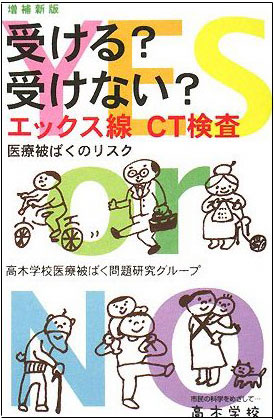 増補新版
受ける?
受けない?
エックス線 CT検査
医療被ばくのリスク
YES
or
高木学校医療被ばく問題研究グループ
NO
市民の科学をめざして…
高木学校